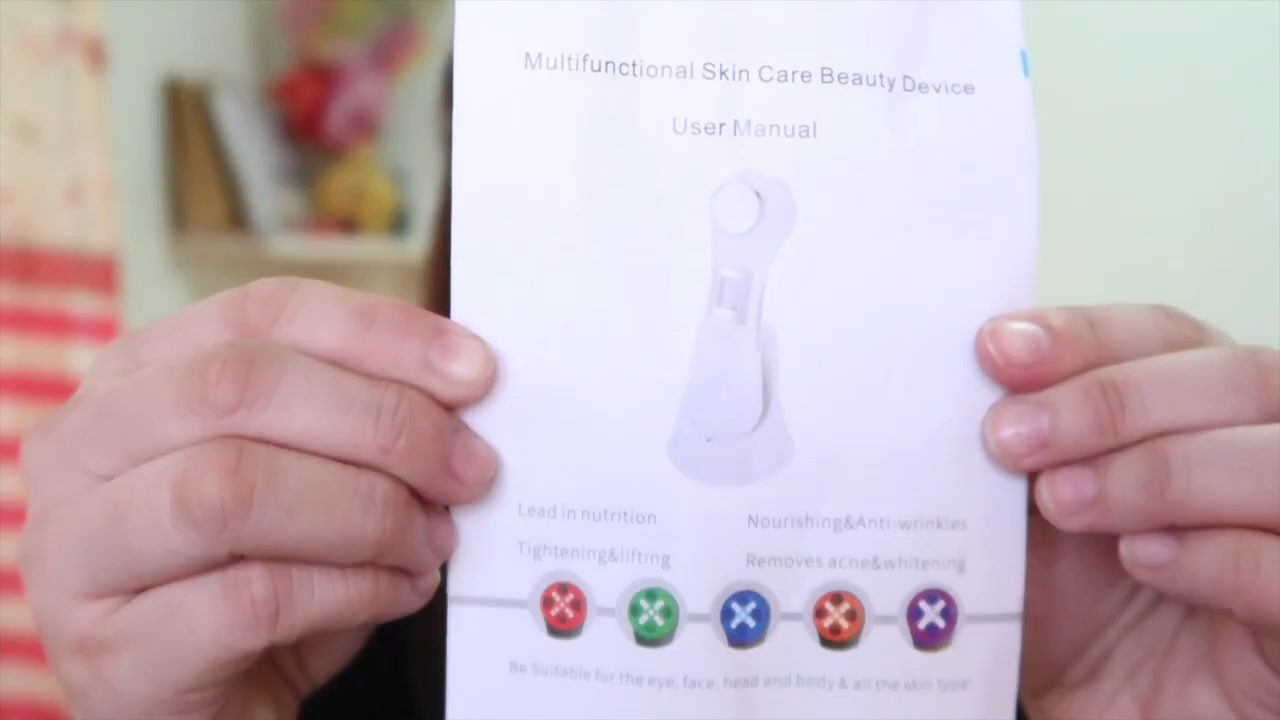 Multifunctional Skin Care Beauty Device
User Manual
Lead in nutrition
Nourishing&Anti-wrinkles
Tightening&lifting
Removes acne&whitening
Be Suitable for the eye, face, head and body & all the skin type!